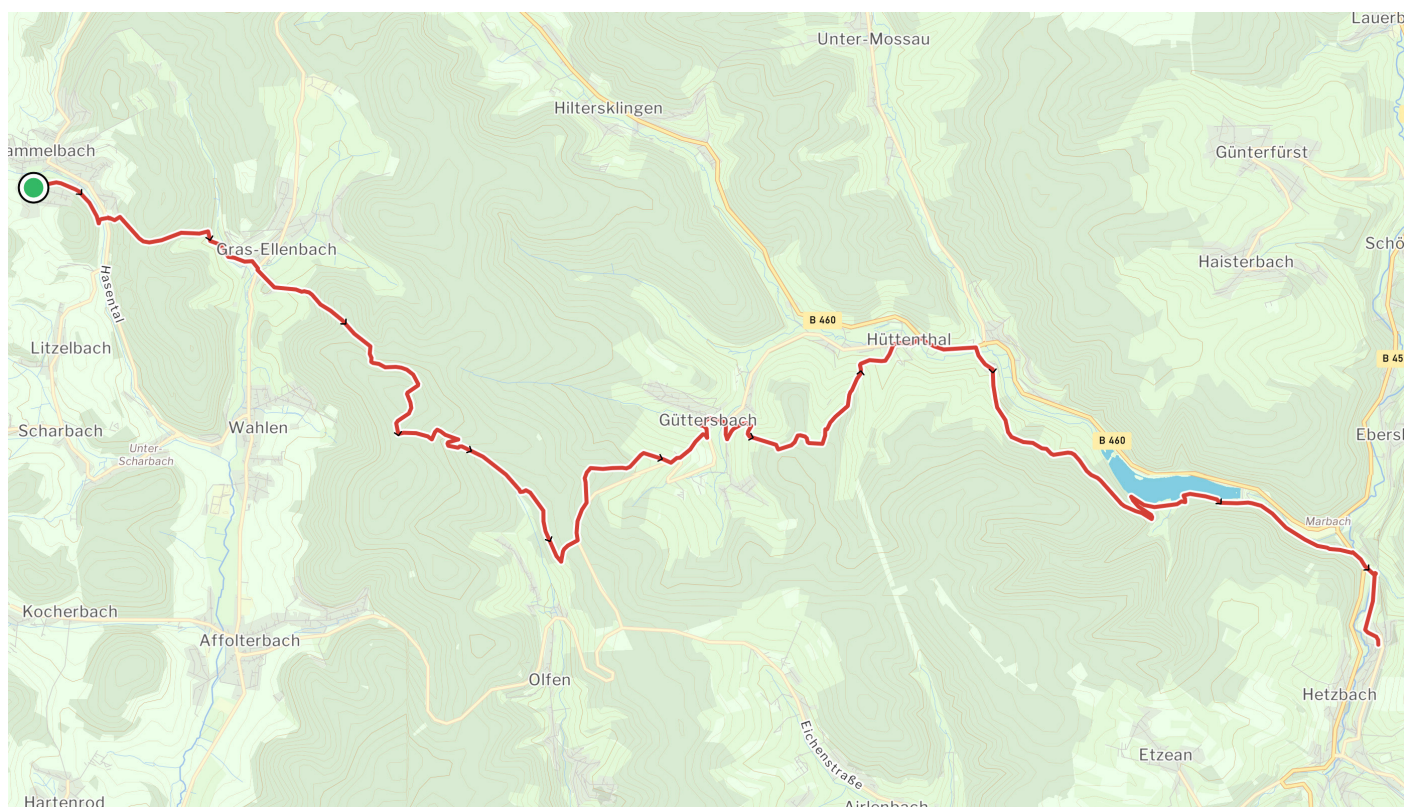 Lauerb
Unter-Mossau
Hiltersklingen
ammelbach
Günterfürst
Gras-Ellenbach
Schö
Haisterbach
Hasental
B 460
Hüttenthal
Litzelbach
B 45
Güttersbach
Scharbach
Wahlen
Ebersl
B 460
Unter-
Scharbach
Marbach
Kocherbach
Affolterbach
Olfen
Hetzbach
Eichenstraße
Etzean
Hartenrod
Airlenbach